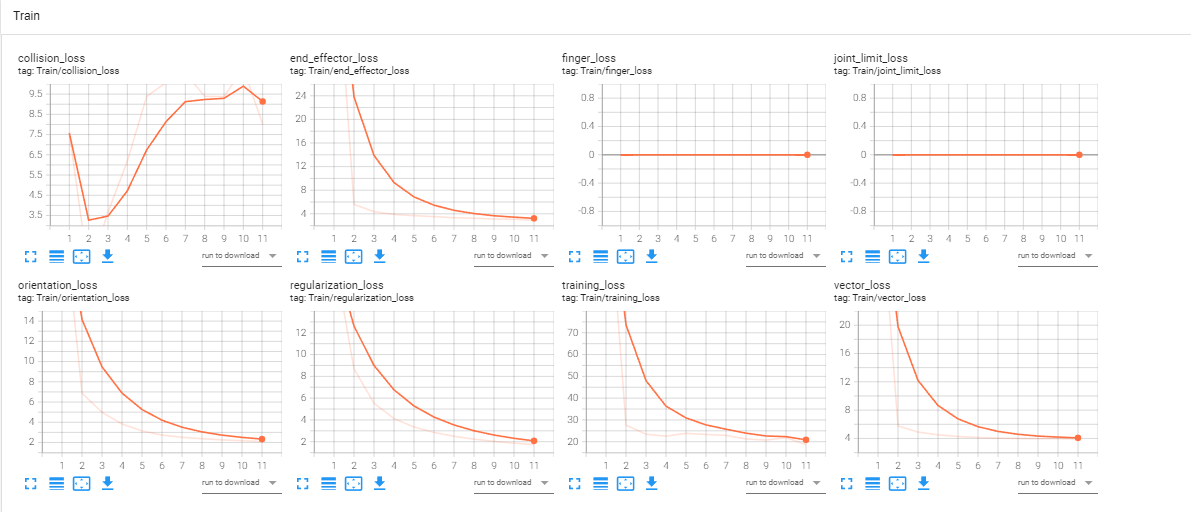 Train
collision_loss
tag: Train/collision_loss
9.5
8.5
7.5
6.5
5.5
4.5
3.5
1 2 3 4 5 6 7 8 9 10 11
run to download
end_effector_loss
tag: Train/end_effector_loss
24
20
16
12
8
4
1 2 3 4 5 6 7 8 9 10 11
run to download
finger_loss
tag: Train/finger_loss
0.8
0.4
0
-0.4
-0.8
1 2 3 4 5 6 7 8 9 10 11
run to download
joint_limit_loss
tag: Train/joint_limit_loss
0.8
0.4
0
-0.4
-0.8
1 2 3 4 5 6 7 8 9 10 11
run to download
orientation_loss
tag: Train/orientation_loss
14
12
10
8
6
4
2
1 2 3 4 5 6 7 8 9 10 11
run to download
regularization_loss
tag: Train/regularization_loss
12
10
8
6
4
2
1 2 3 4 5 6 7 8 9 10 11
run to download
training_loss
tag: Train/training_loss
70
60
50
40
30
20
1 2 3 4 5 6 7 8 9 10 11
run to download
vector_loss
tag: Train/vector_loss
20
16
12
8
4
1 2 3 4 5 6 7 8 9 10 11
run to download